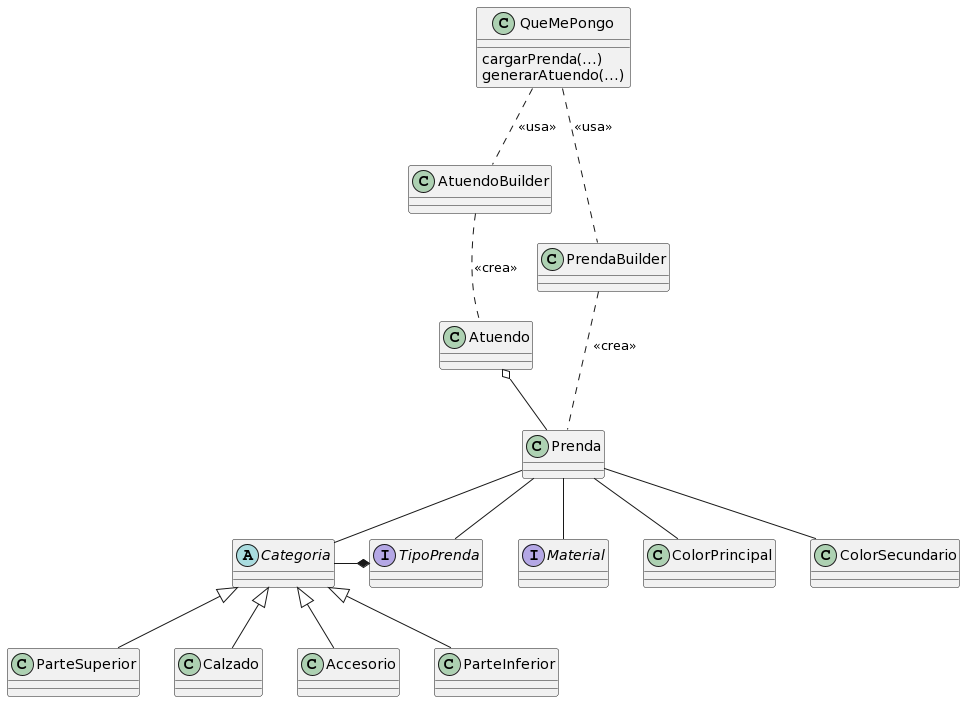 C QueMePongo
cargarPrenda(...)
generarAtuendo(...)
«usa»
«usa»
C AtuendoBuilder
C PrendaBuilder
«crea»
C Atuendo
«crea»
C Prenda
A Categoria
I TipoPrenda
I Material
C ColorPrincipal
C ColorSecundario
C ParteSuperior
C Calzado
C Accesorio
C ParteInferior